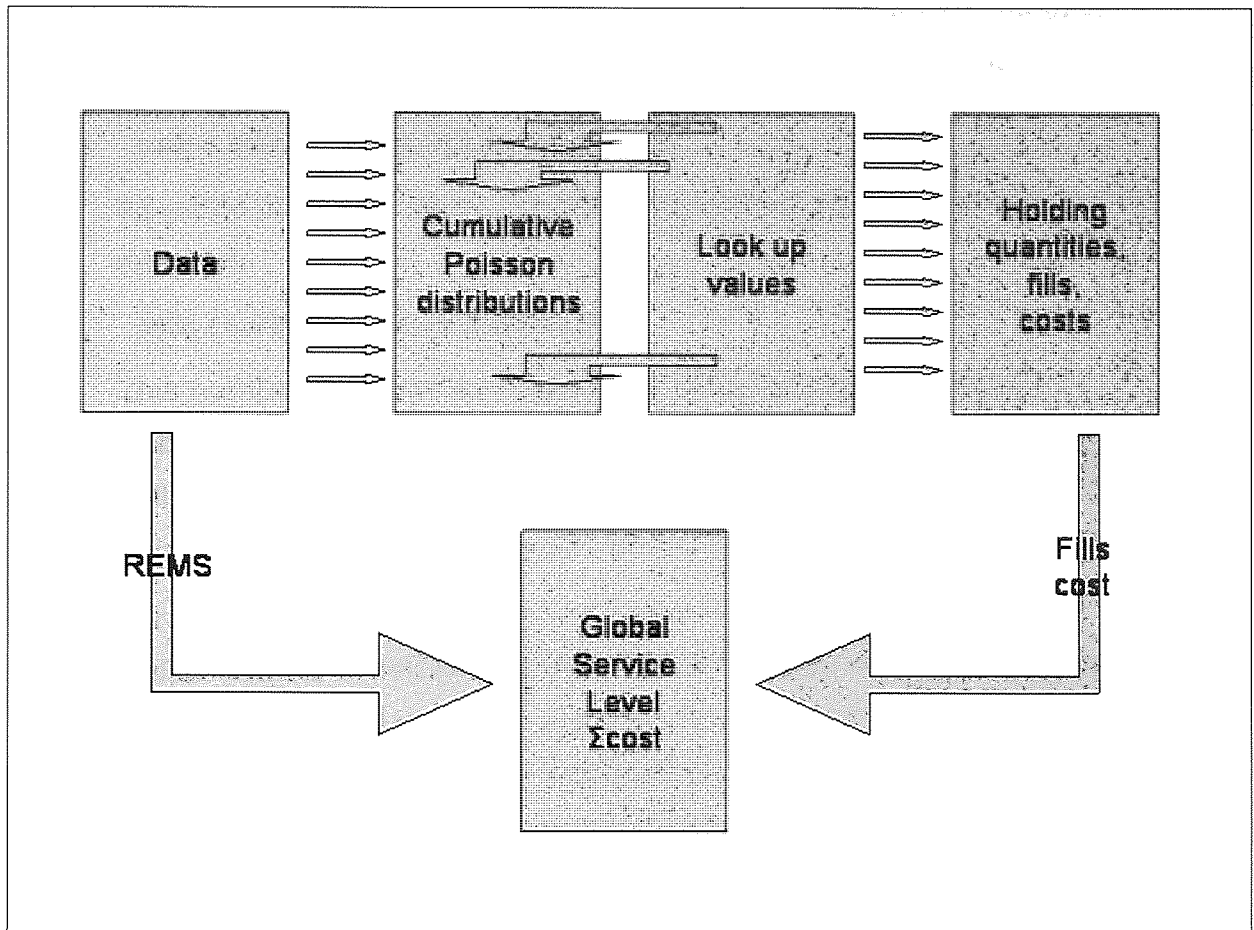 Data
Cumulative
Poisson
distributions
Look up
values
Holding
quantities,
fills,
costs
REMS
Fills
cost
Global
Service
Level
Σcost